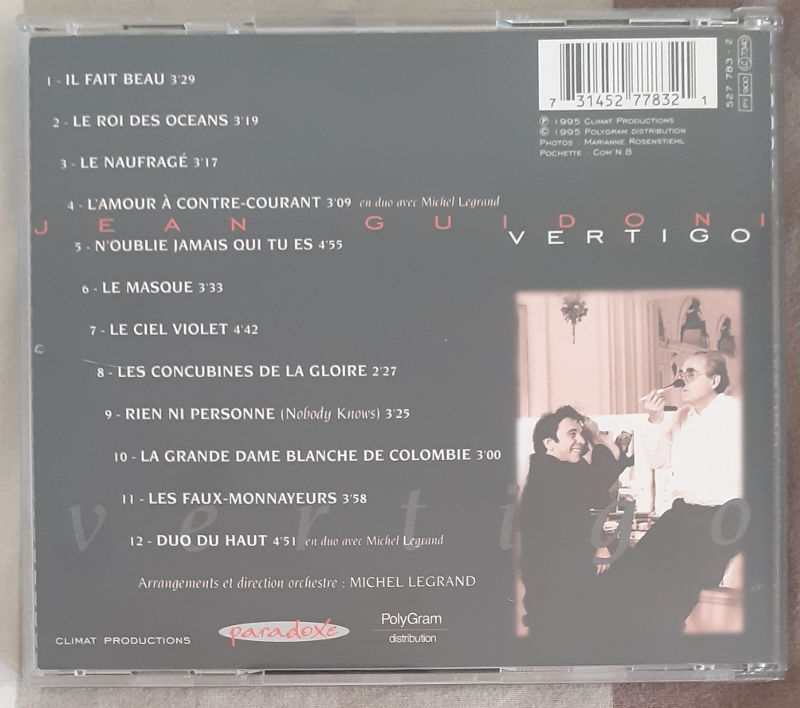 1 - IL FAIT BEAU 3'29
2 - LE ROI DES OCEANS 3'19
3 - LE NAUFRAGÉ 3'17
4 - L'AMOUR À CONTRE-COURANT 3'09 en duo avec Michel Legrand
JEAN GUIDONI
VERTIGO
5 - N'OUBLIE JAMAIS QUI TU ES 4'55
6 - LE MASQUE 3'33
7 - LE CIEL VIOLET 4'42
8 - LES CONCUBINES DE LA GLOIRE 2'27
9 - RIEN NI PERSONNE (Nobody Knows) 3'25
10 - LA GRANDE DAME BLANCHE DE COLOMBIE 3'00
11 - LES FAUX-MONNAYEURS 3'58
vertigo
12 - DUO DU HAUT 4'51 en duo avec Michel Legrand
Arrangements et direction orchestre : MICHEL LEGRAND
CLIMAT PRODUCTIONS
paradoxe
PolyGram
distribution
7 31452 77832 1
℗ 1995 CLIMAT PRODUCTIONS
© 1995 POLYGRAM DISTRIBUTION
PHOTOS : MARIANNE ROSENSTIEHL
POCHETTE : COM'N.B
527 783 - 2
PY 900
LC 7340